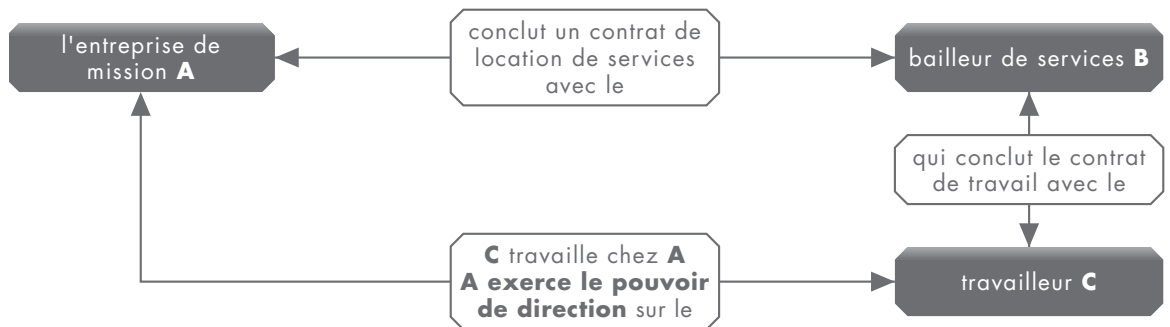 l'entreprise de
mission A
conclut un contrat de
location de services
avec le
bailleur de services B
qui conclut le contrat
de travail avec le
C travaille chez A
A exerce le pouvoir
de direction sur le
travailleur C